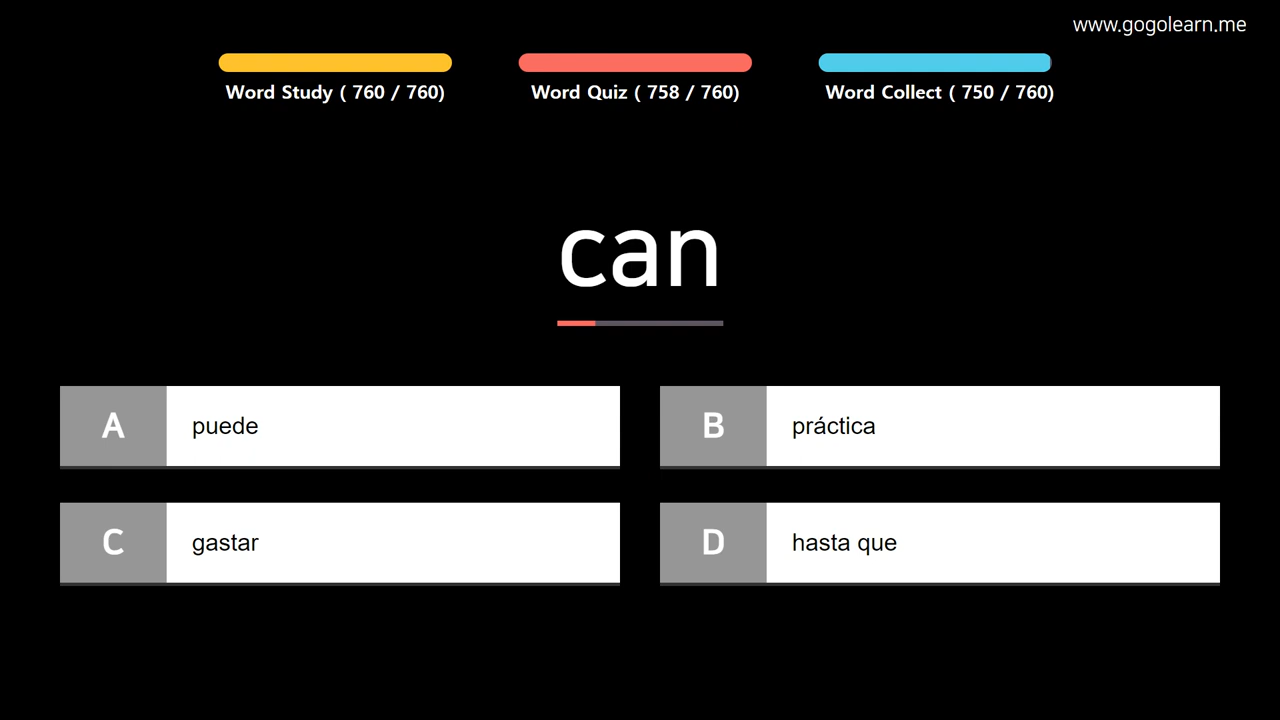 www.gogolearn.me
Word Study ( 760 / 760)
Word Quiz ( 758 / 760)
Word Collect ( 750 / 760)
can
A puede
B práctica
C gastar
D hasta que